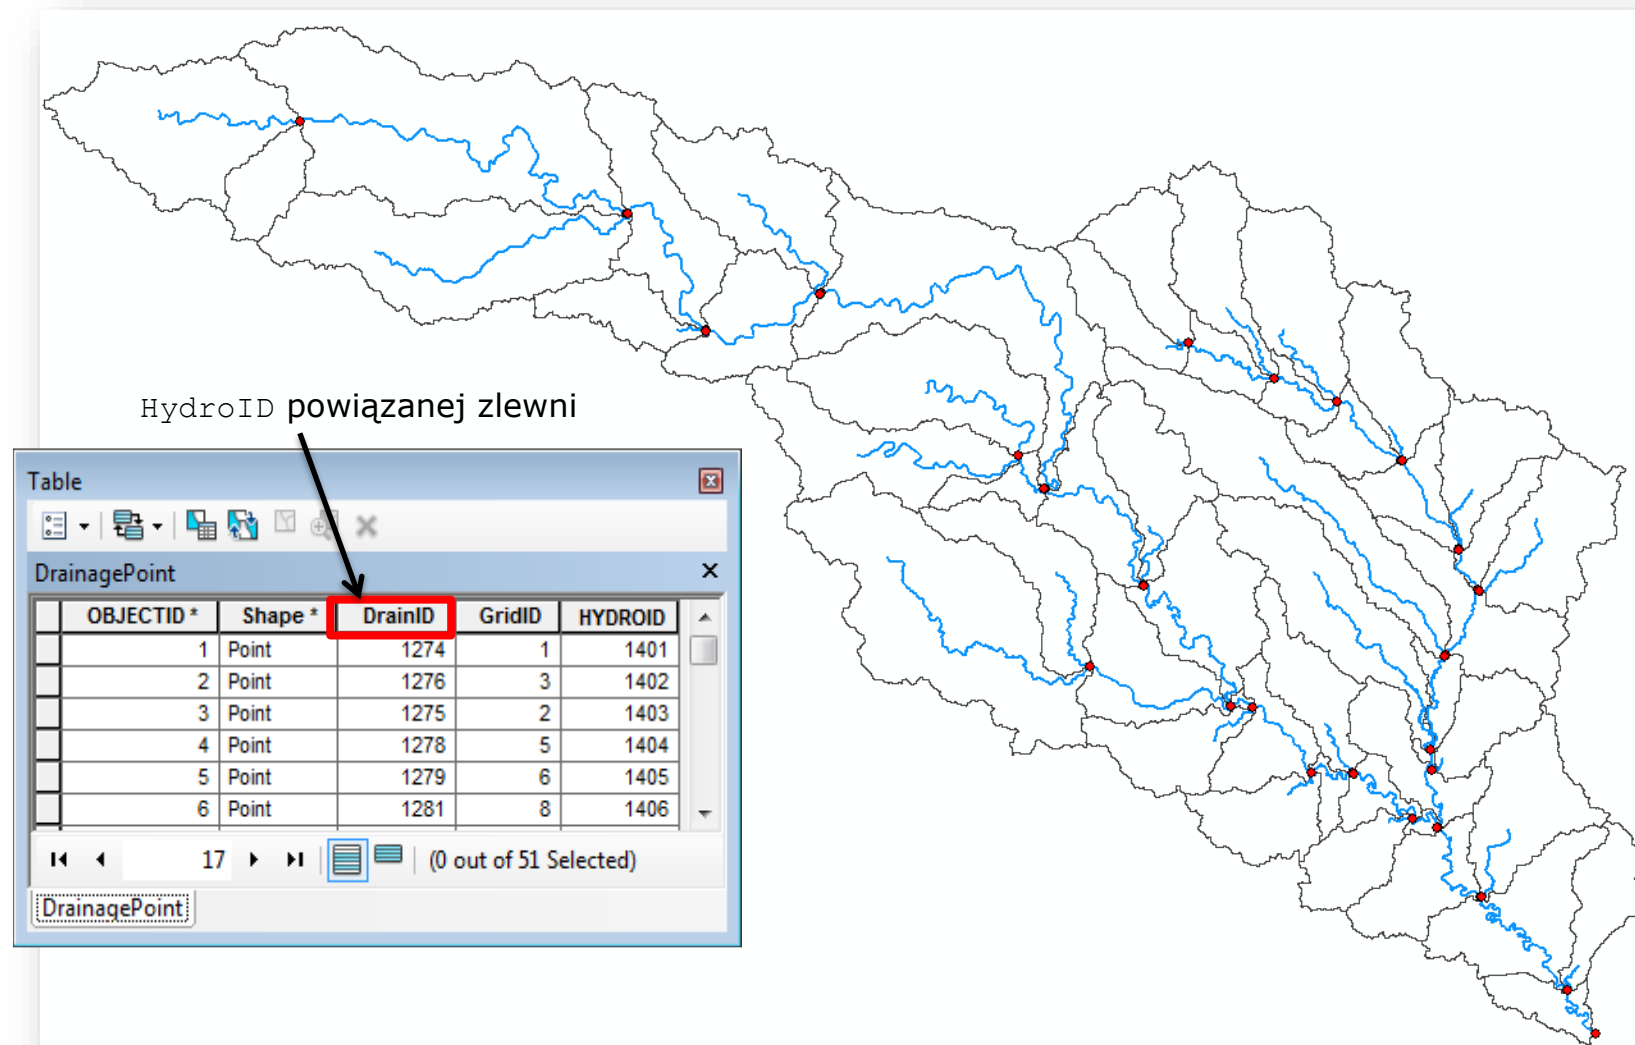 HydroID powiązanej zlewni
Table
DrainagePoint
OBJECTID * Shape * DrainID GridID HYDROID
1 Point 1274 1 1401
2 Point 1276 3 1402
3 Point 1275 2 1403
4 Point 1278 5 1404
5 Point 1279 6 1405
6 Point 1281 8 1406
17 (0 out of 51 Selected)
DrainagePoint